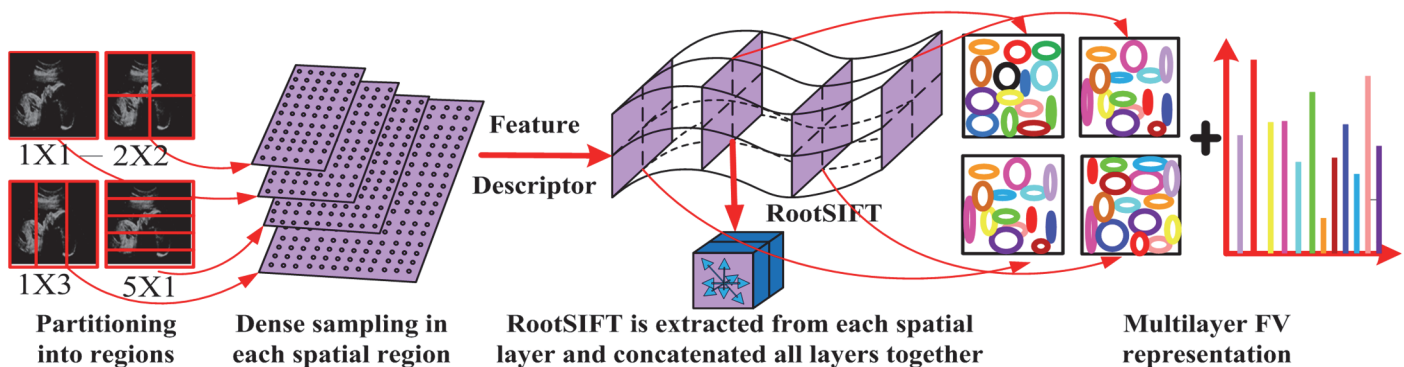 1X1 — 2X2
1X3 5X1
Feature
Descriptor
RootSIFT
+
Partitioning
into regions
Dense sampling in
each spatial region
RootSIFT is extracted from each spatial
layer and concatenated all layers together
Multilayer FV
representation